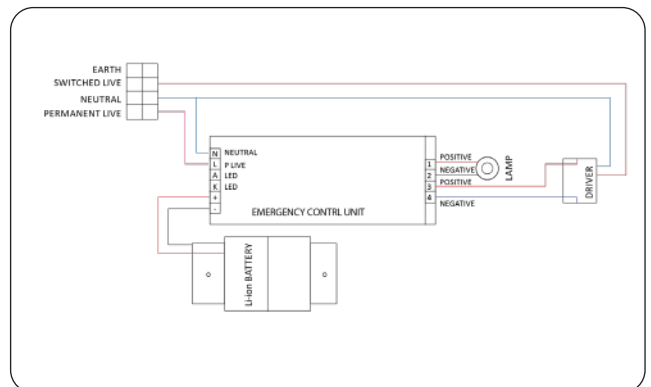 EARTH
SWITCHED LIVE
NEUTRAL
PERMANENT LIVE
N NEUTRAL
L P LIVE
A LED
K LED
+
-
EMERGENCY CONTRL UNIT
1 POSITIVE
2 NEGATIVE
3 POSITIVE
4 NEGATIVE
LAMP
DRIVER
Li-ion BATTERY